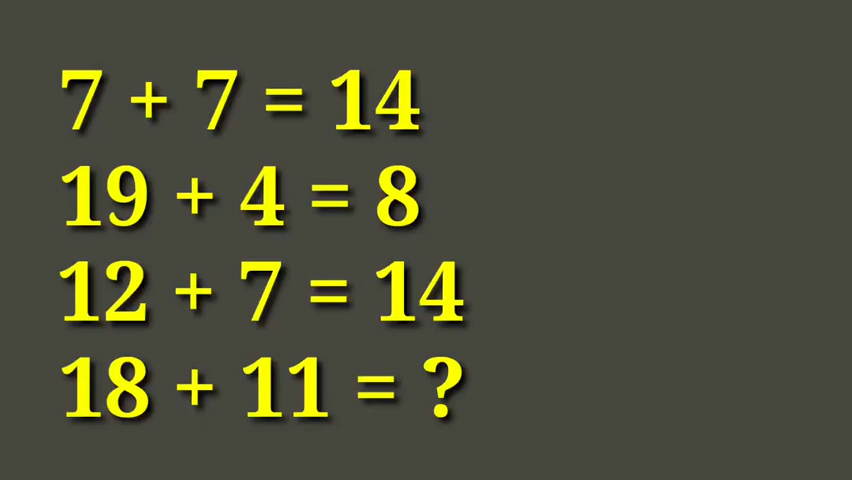 7 + 7 = 14
19 + 4 = 8
12 + 7 = 14
18 + 11 = ?